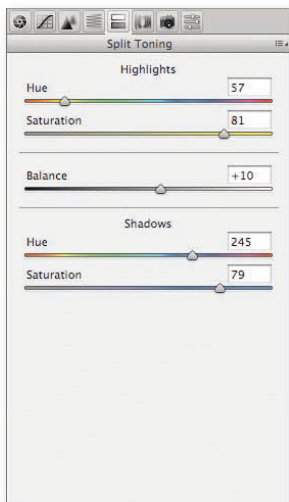 Split Toning
Highlights
Hue 57
Saturation 81
Balance +10
Shadows
Hue 245
Saturation 79